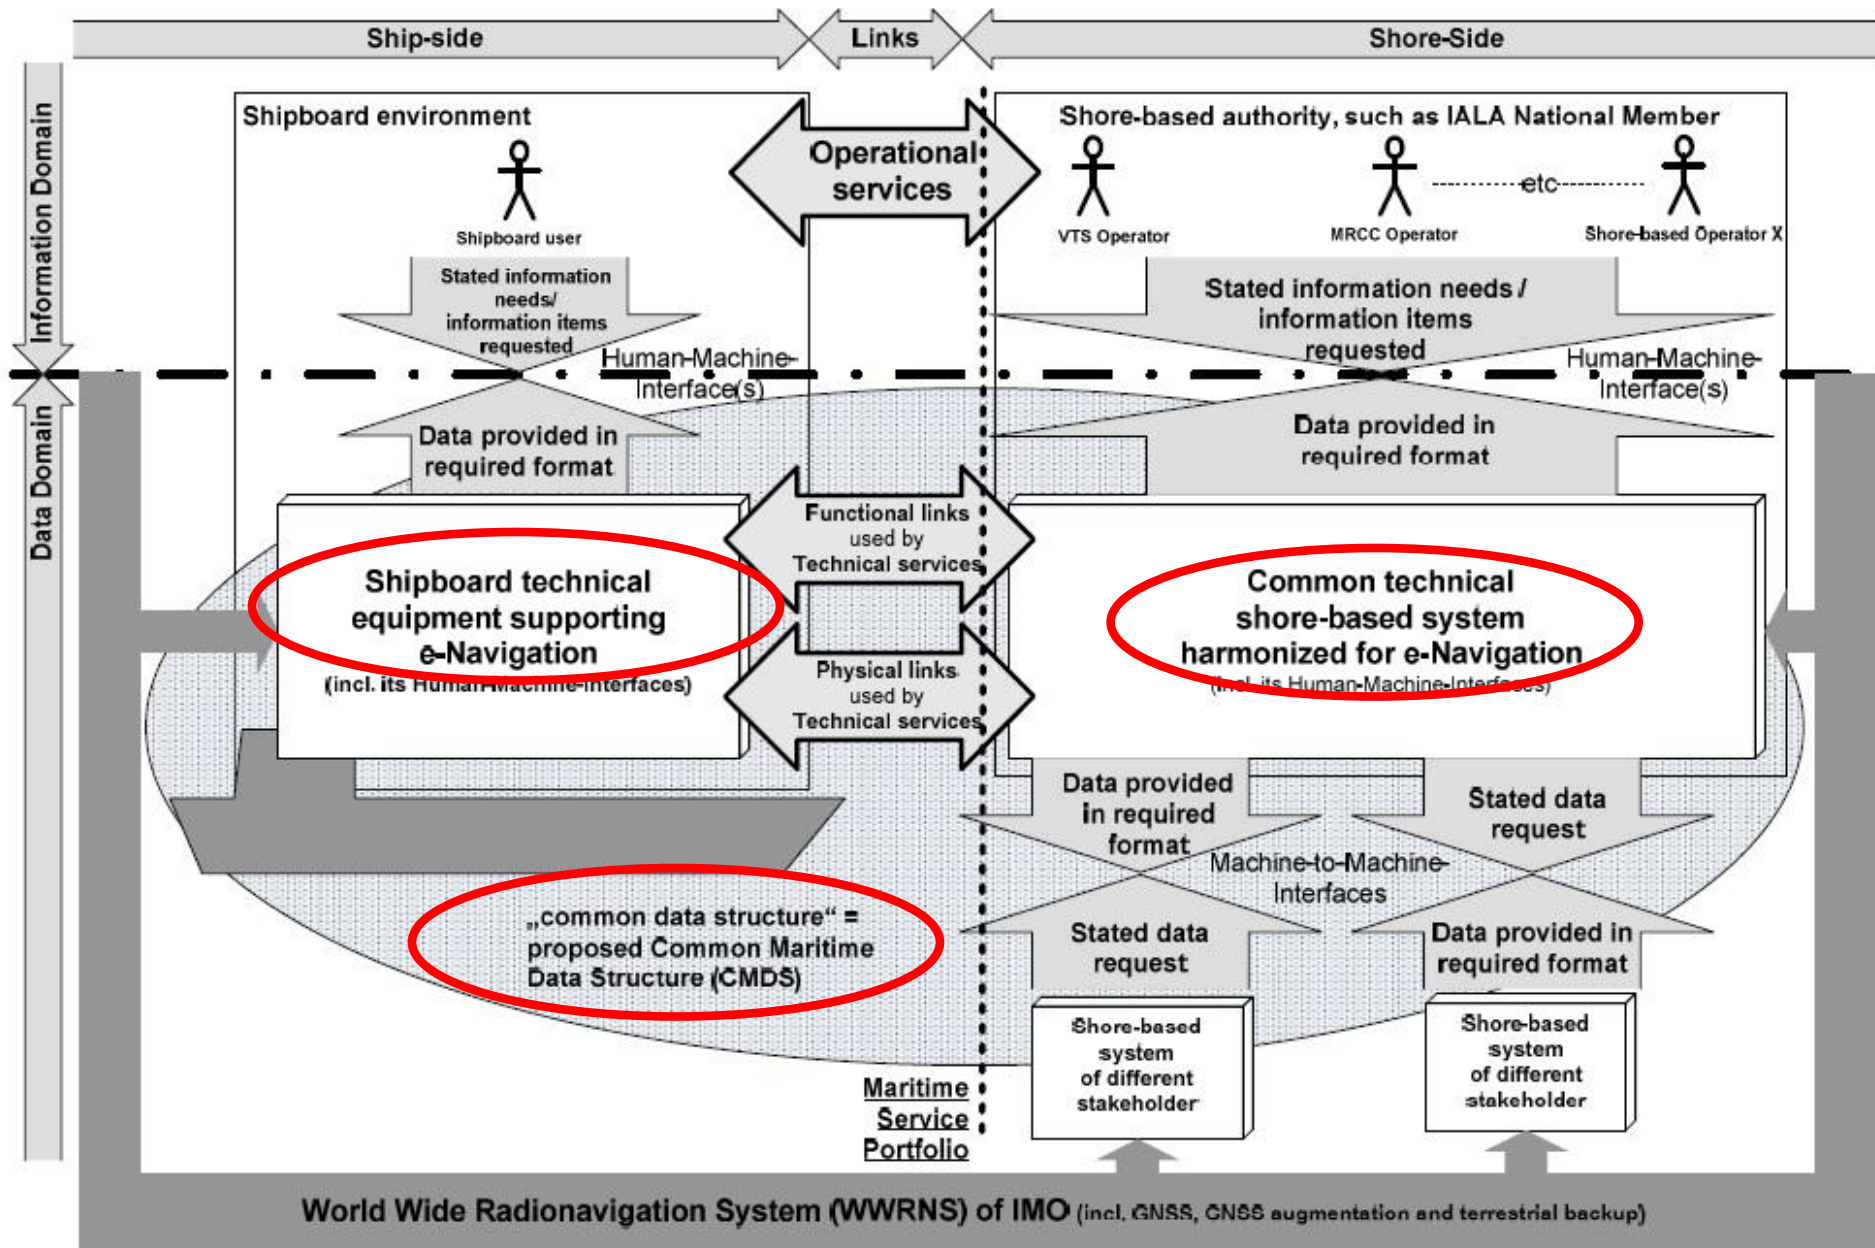 Ship-side
Links
Shore-Side
Information Domain
Data Domain
Shipboard environment
Shipboard user
Stated information
needs/
information items
requested
Human-Machine-
Interface(s)
Data provided in
required format
Operational
services
Shore-based authority, such as IALA National Member
VTS Operator
MRCC Operator
etc
Shore-based Operator X
Stated information needs /
information items
requested
Human-Machine-
Interface(s)
Data provided in
required format
Shipboard technical
equipment supporting
e-Navigation
(incl. its Human-Machine-Interfaces)
Functional links
used by
Technical services
Physical links
used by
Technical services
Common technical
shore-based system
harmonized for e-Navigation
(incl. its Human-Machine-Interfaces)
Data provided
in required
format
Stated data
request
Machine-to-Machine-
Interfaces
Stated data
request
Data provided in
required format
„common data structure“ =
proposed Common Maritime
Data Structure (CMDS)
Shore-based
system
of different
stakeholder
Shore-based
system
of different
stakeholder
Maritime
Service
Portfolio
World Wide Radionavigation System (WWRNS) of IMO (incl. GNSS, GNSS augmentation and terrestrial backup)